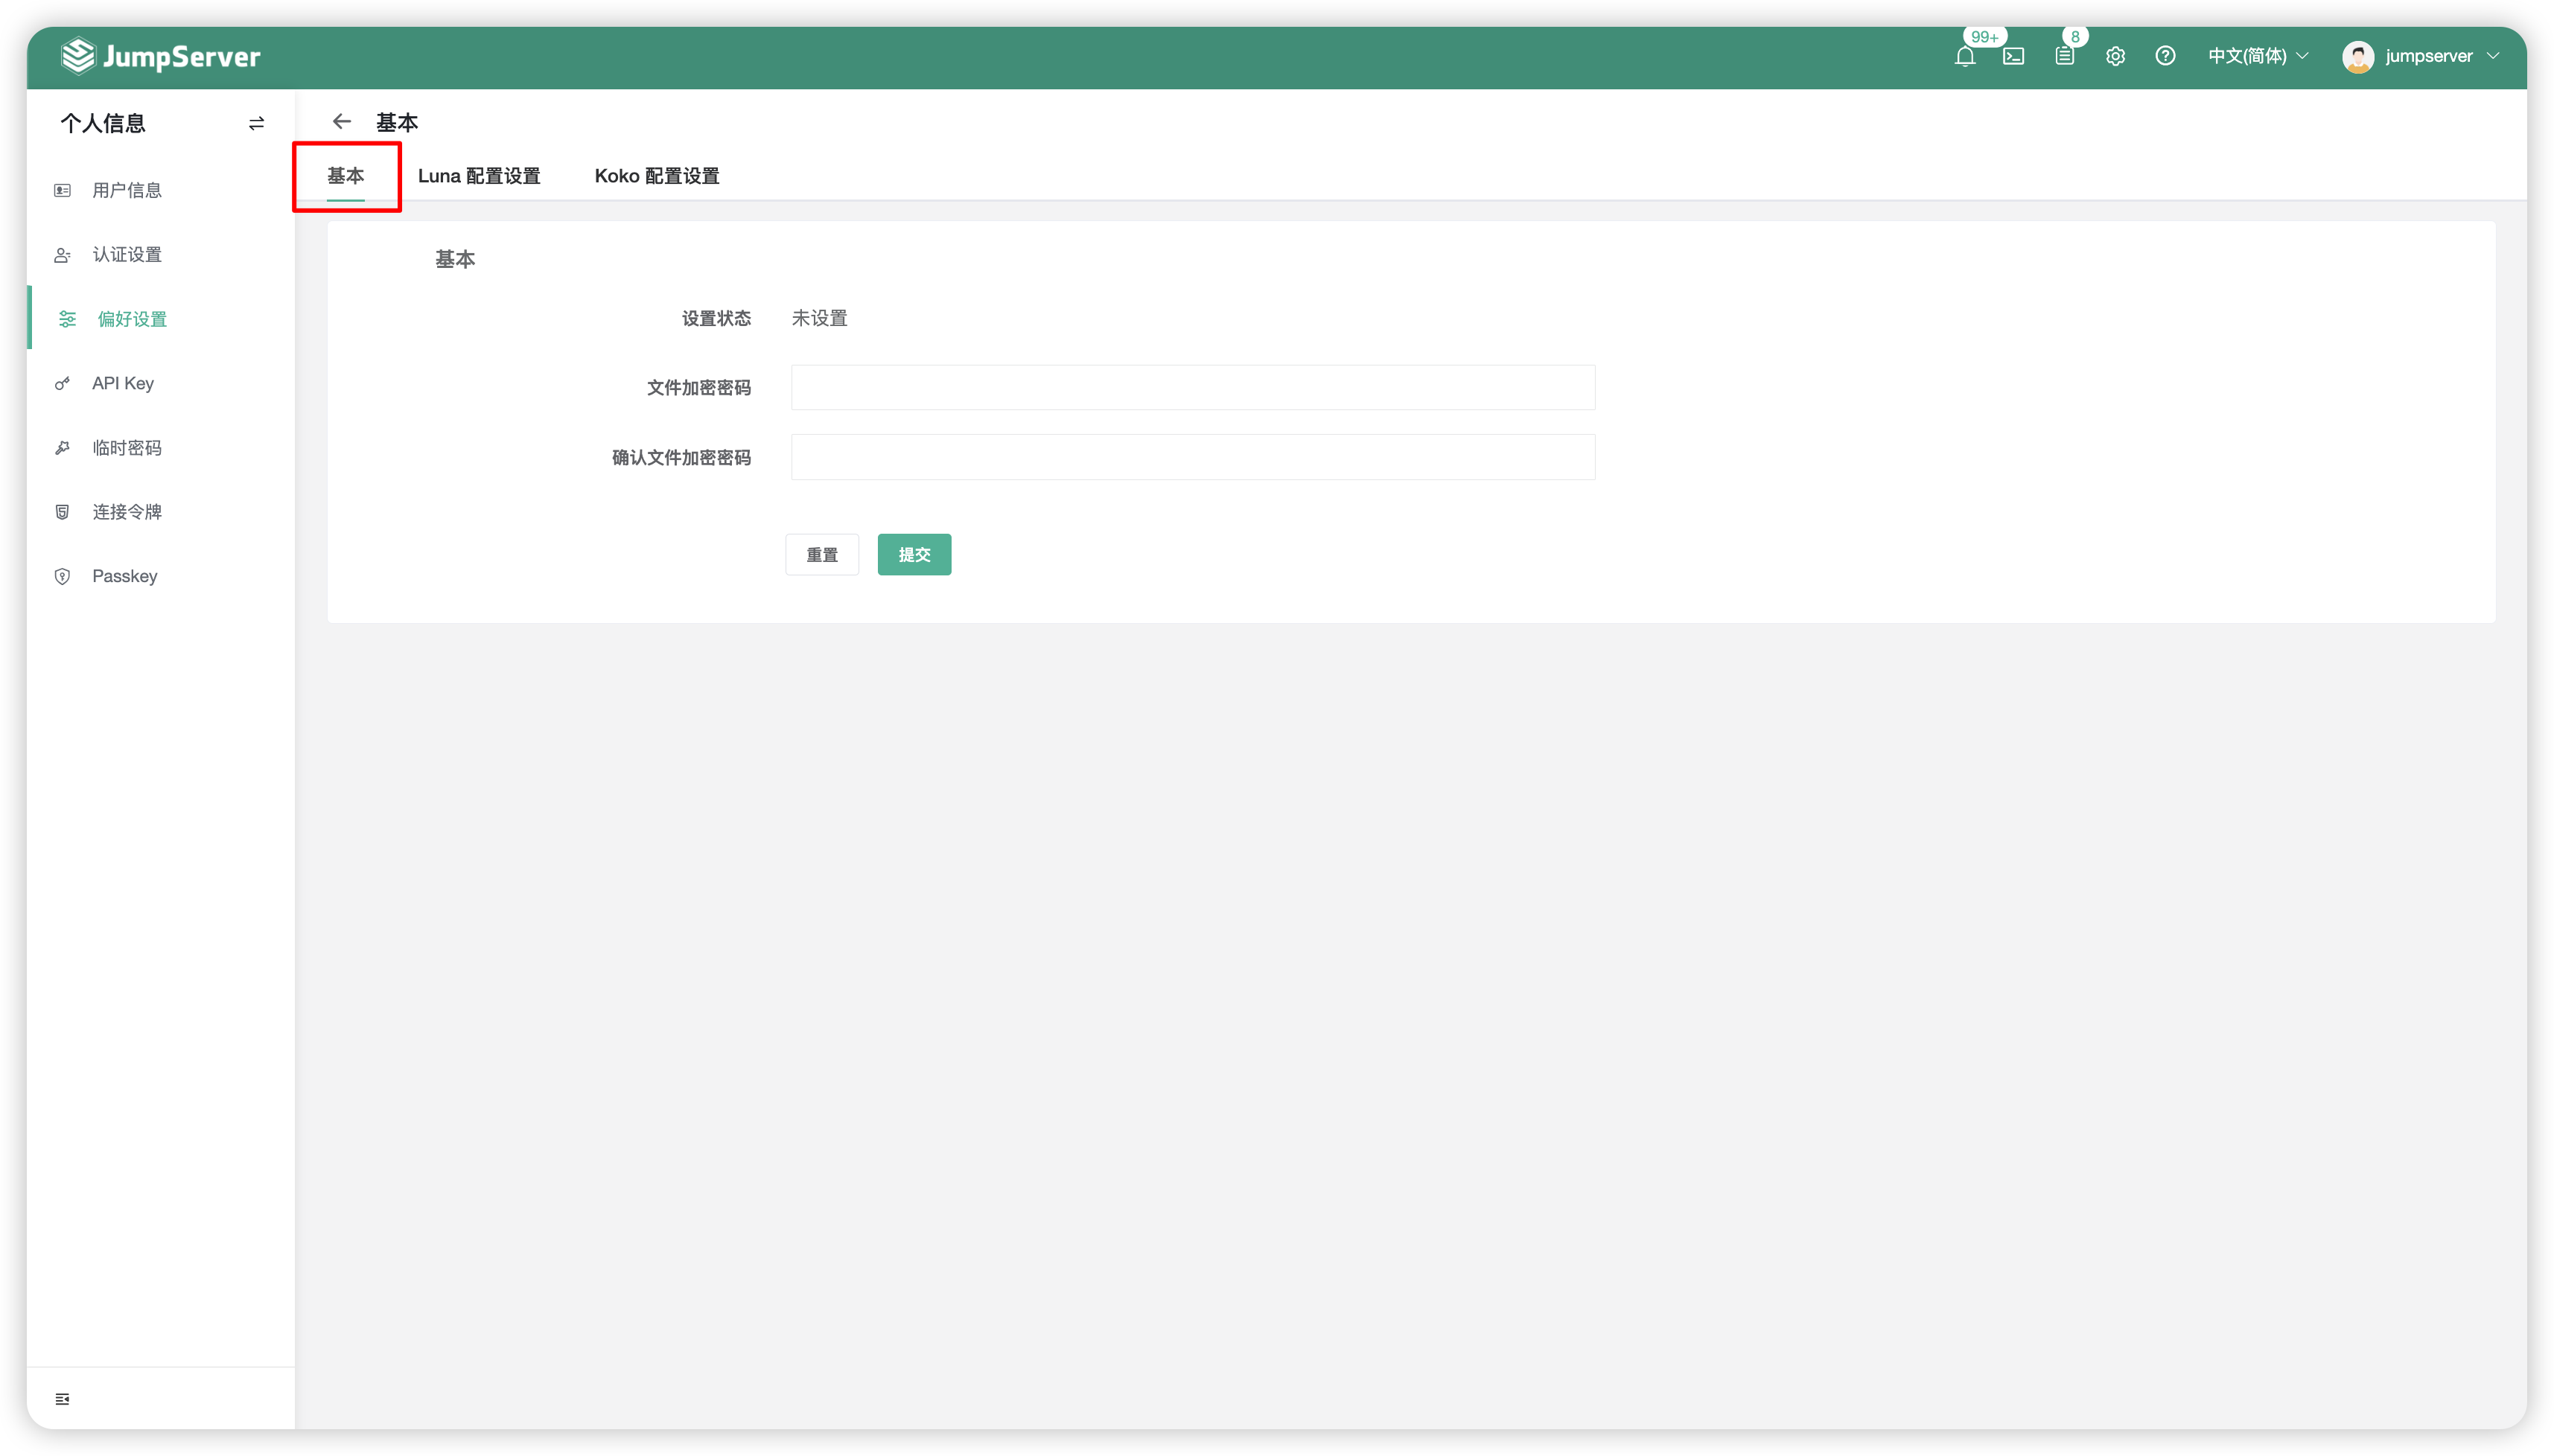 JumpServer
99+
8
中文(简体)
jumpserver
个人信息
用户信息
认证设置
偏好设置
API Key
临时密码
连接令牌
Passkey
基本
基本
Luna 配置设置
Koko 配置设置
基本
设置状态
未设置
文件加密密码
确认文件加密密码
重置
提交